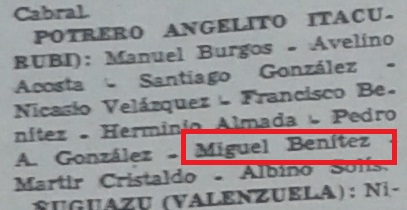 Cabral.
POTRERO ANGELITO ITACU-
RUBI): Manuel Burgos - Avelino
Acosta - Santiago González -
Nicasio Velázquez - Francisco Be-
nítez - Herminio Almada - Pedro
A. González - Miguel Benítez -
Martir Cristaldo - Albino Solís.
SUGUAZU (VALENZUELA): Ni-